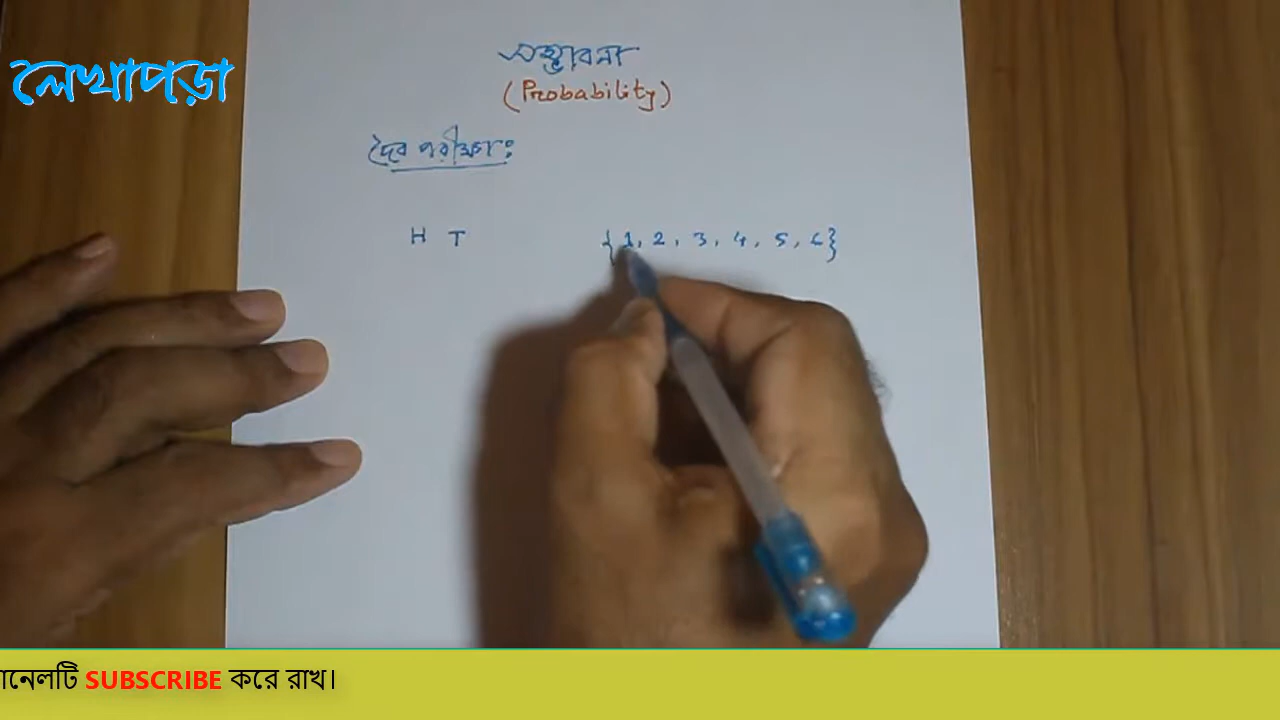 লেখাপড়া
সম্ভাবনা
(Probability)
দৈব পরীক্ষা:
H T {1, 2, 3, 4, 5, 6}
নেলটি SUBSCRIBE করে রাখ।